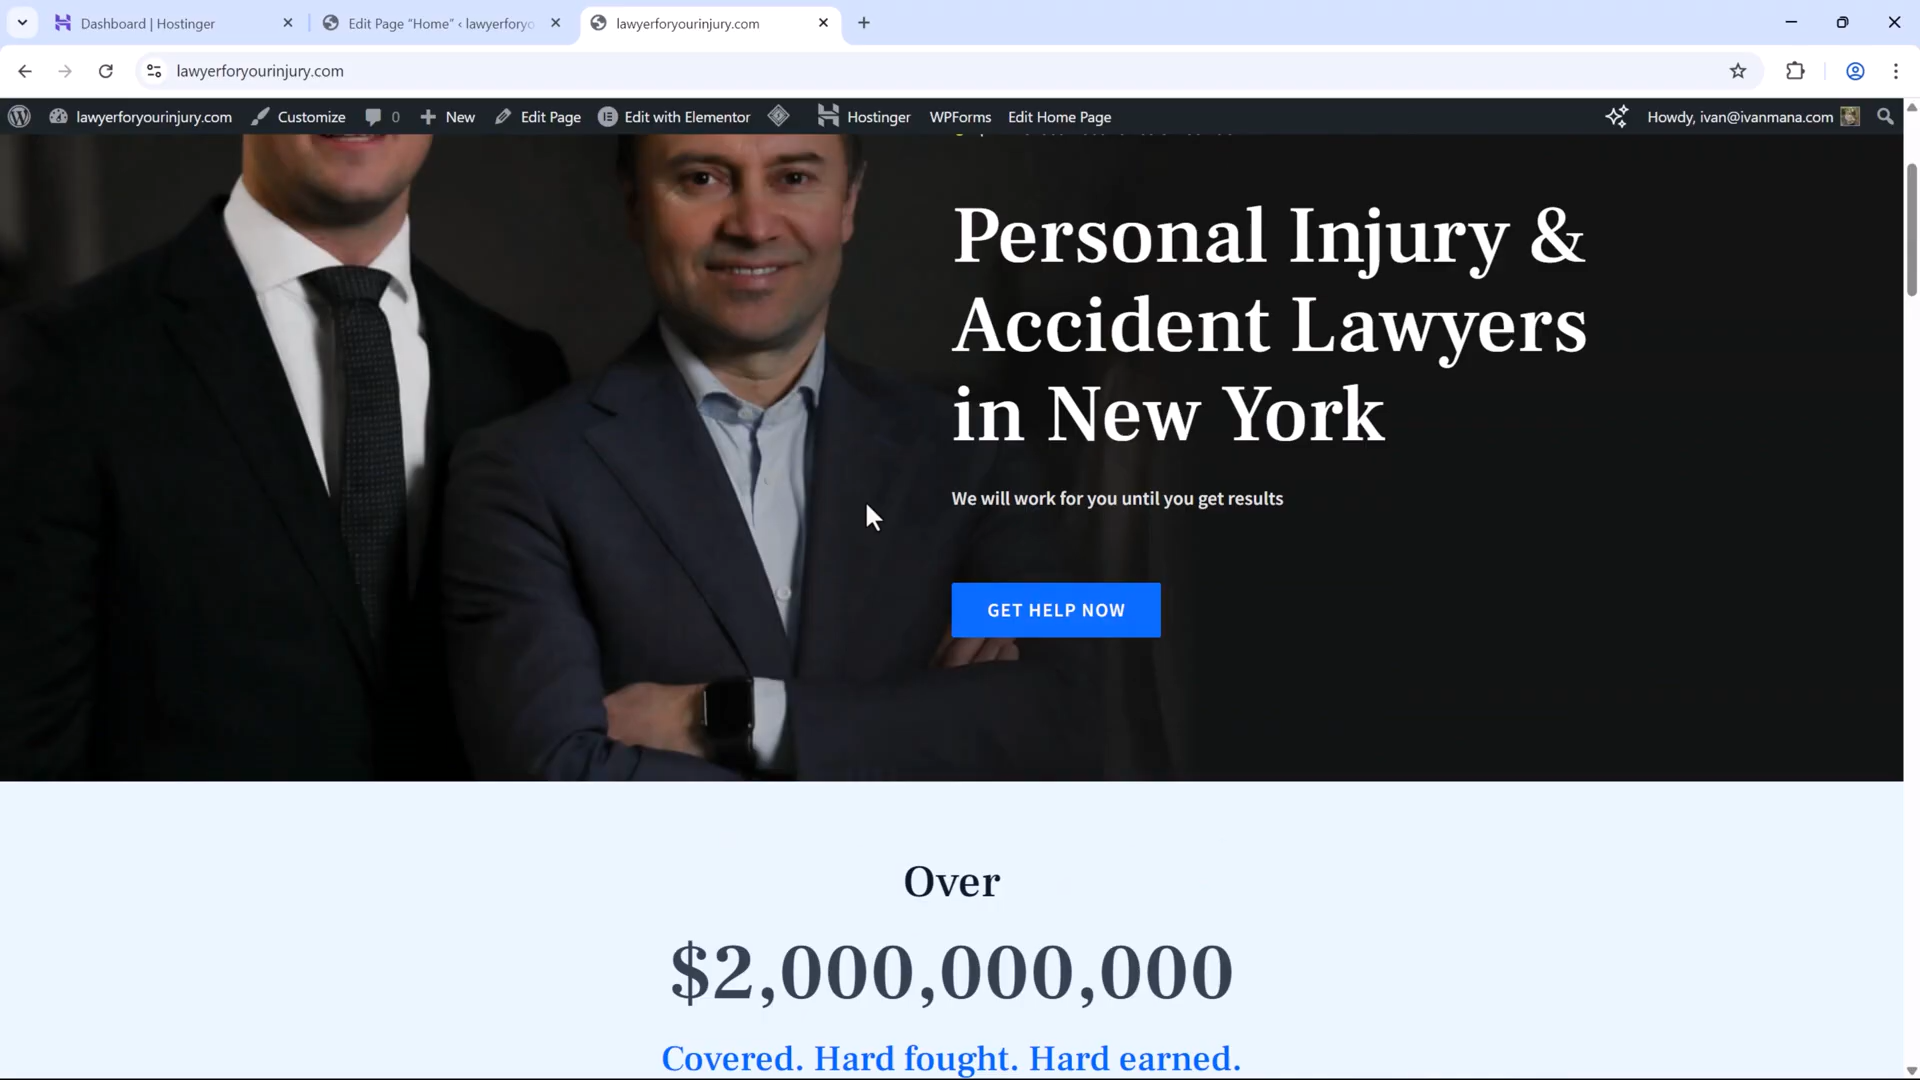 Dashboard | Hostinger
Edit Page "Home" ‹ lawyerforyo
lawyerforyourinjury.com
lawyerforyourinjury.com
lawyerforyourinjury.com
Customize
0
New
Edit Page
Edit with Elementor
Hostinger
WPForms
Edit Home Page
Howdy, ivan@ivanmana.com
Personal Injury &
Accident Lawyers
in New York
We will work for you until you get results
GET HELP NOW
Over
$2,000,000,000
Covered. Hard fought. Hard earned.